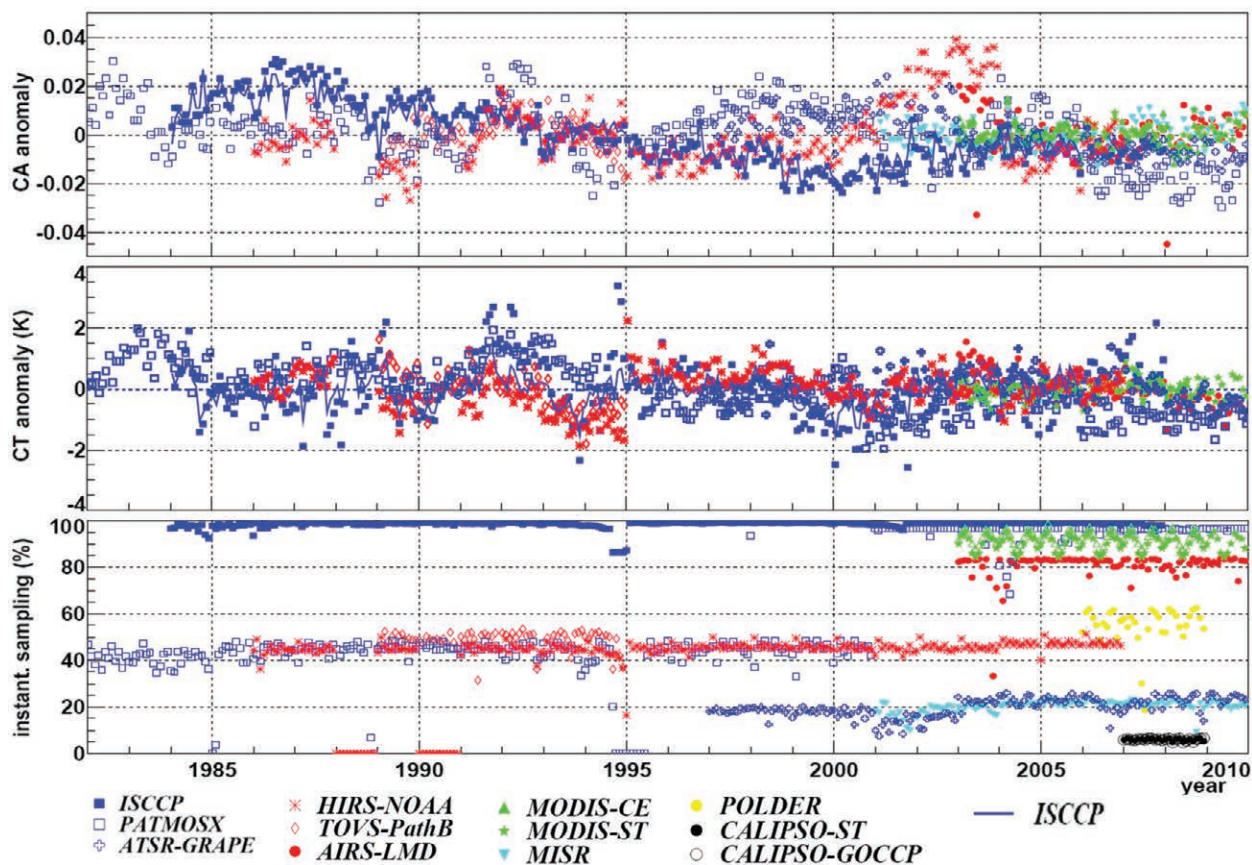 0.04
0.02
0
-0.02
-0.04
CA anomaly
4
2
0
-2
-4
CT anomaly (K)
100
80
60
40
20
0
instant. sampling (%)
1985 1990 1995 2000 2005 2010
year
ISCCP HIRS-NOAA MODIS-CE POLDER ISCCP
PATMOSX TOVS-PathB MODIS-ST CALIPSO-ST
ATSR-GRAPE AIRS-LMD MISR CALIPSO-GOCCP